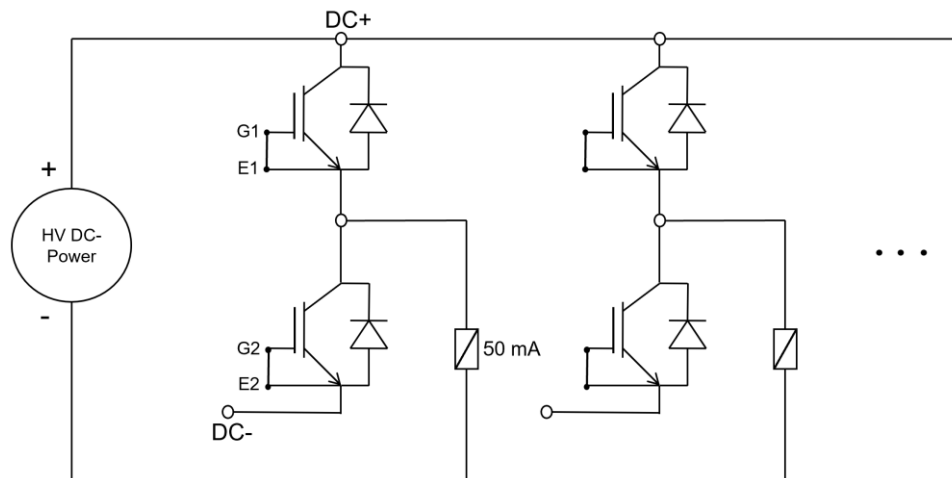 DC+
G1
E1
+
HV DC-
Power
-
G2
50 mA
E2
DC-
. . .